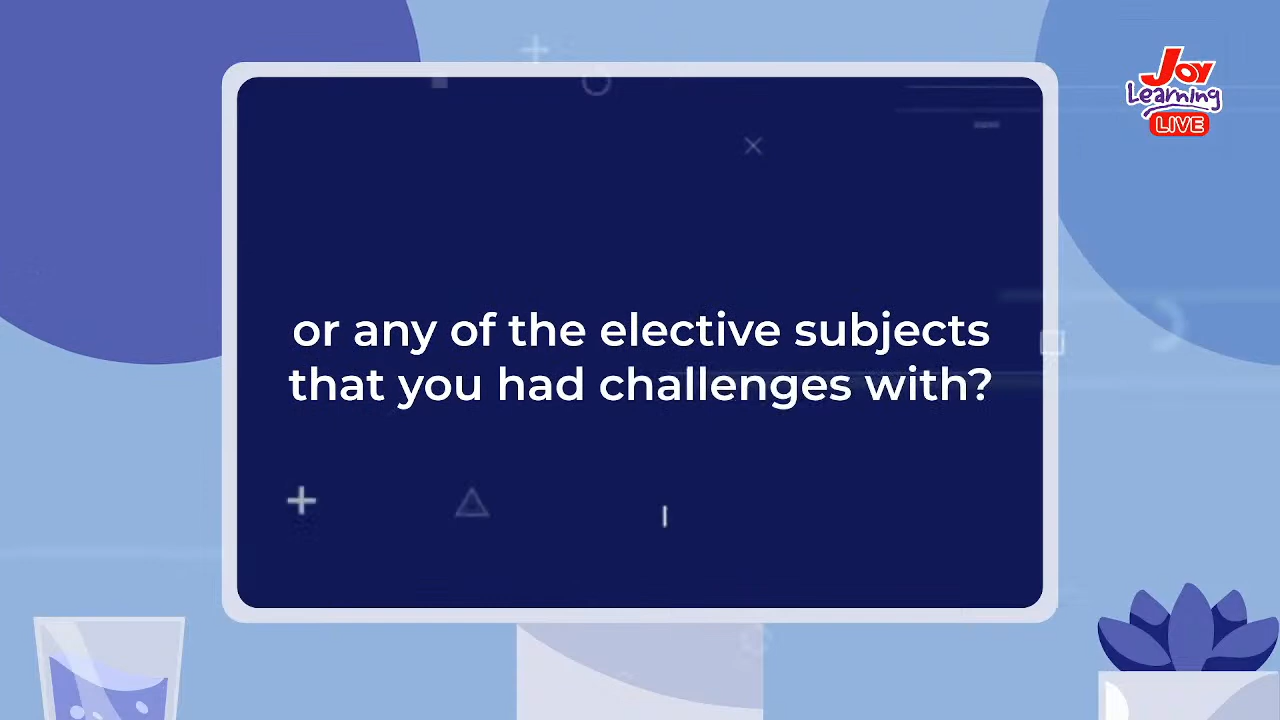 JOY
Learning
LIVE
or any of the elective subjects
that you had challenges with?